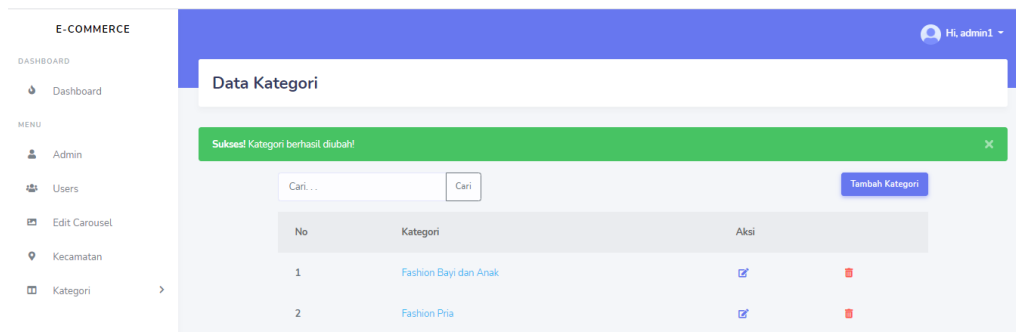 E-COMMERCE
Hi, admin1
DASHBOARD
Dashboard
Data Kategori
MENU
Admin
Sukses! Kategori berhasil diubah!
Users
Cari. . .
Cari
Tambah Kategori
Edit Carousel
Kecamatan
No Kategori Aksi
Kategori
1 Fashion Bayi dan Anak
2 Fashion Pria